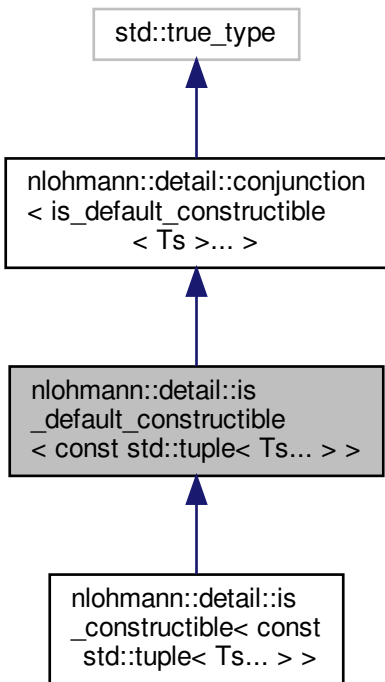 std::true_type
nlohmann::detail::conjunction
< is_default_constructible
< Ts >... >
nlohmann::detail::is
_default_constructible
< const std::tuple< Ts... > >
nlohmann::detail::is
_constructible< const
std::tuple< Ts... > >